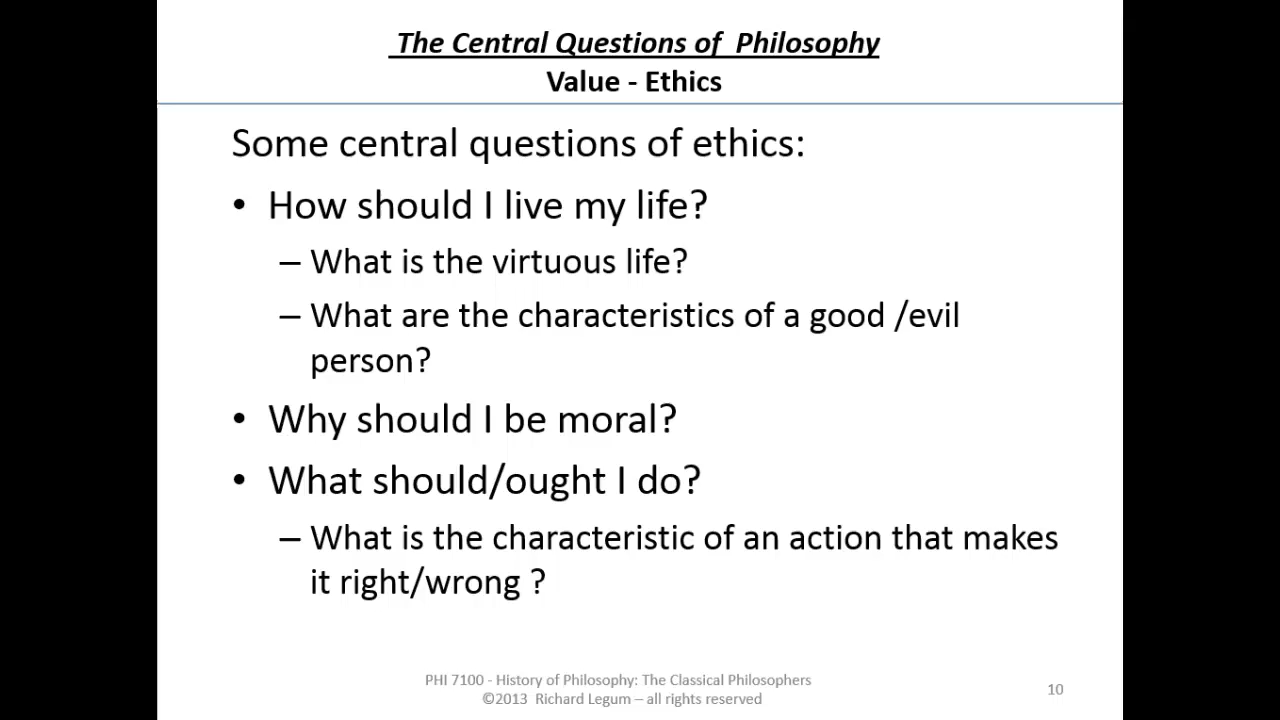 The Central Questions of  Philosophy
Value - Ethics
Some central questions of ethics:
• How should I live my life?
– What is the virtuous life?
– What are the characteristics of a good /evil
person?
• Why should I be moral?
• What should/ought I do?
– What is the characteristic of an action that makes
it right/wrong ?
PHI 7100 - History of Philosophy: The Classical Philosophers
©2013  Richard Legum – all rights reserved
10